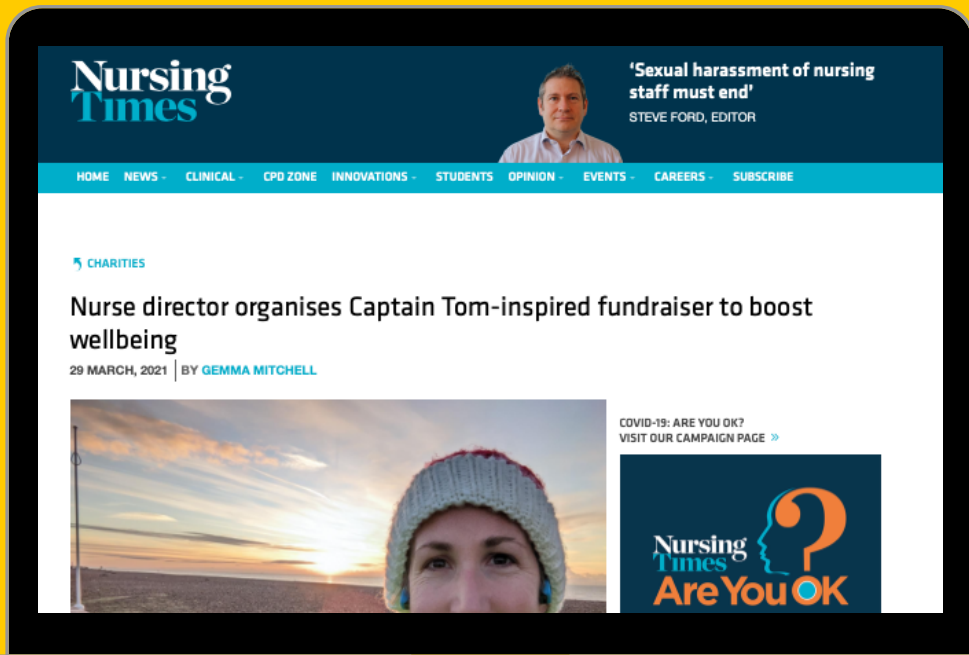 Nursing
Times
‘Sexual harassment of nursing
staff must end’
STEVE FORD, EDITOR
HOME NEWS CLINICAL CPD ZONE INNOVATIONS STUDENTS OPINION EVENTS CAREERS SUBSCRIBE
CHARITIES
Nurse director organises Captain Tom-inspired fundraiser to boost
wellbeing
29 MARCH, 2021 | BY GEMMA MITCHELL
COVID-19: ARE YOU OK?
VISIT OUR CAMPAIGN PAGE »
Nursing
Times
Are You OK